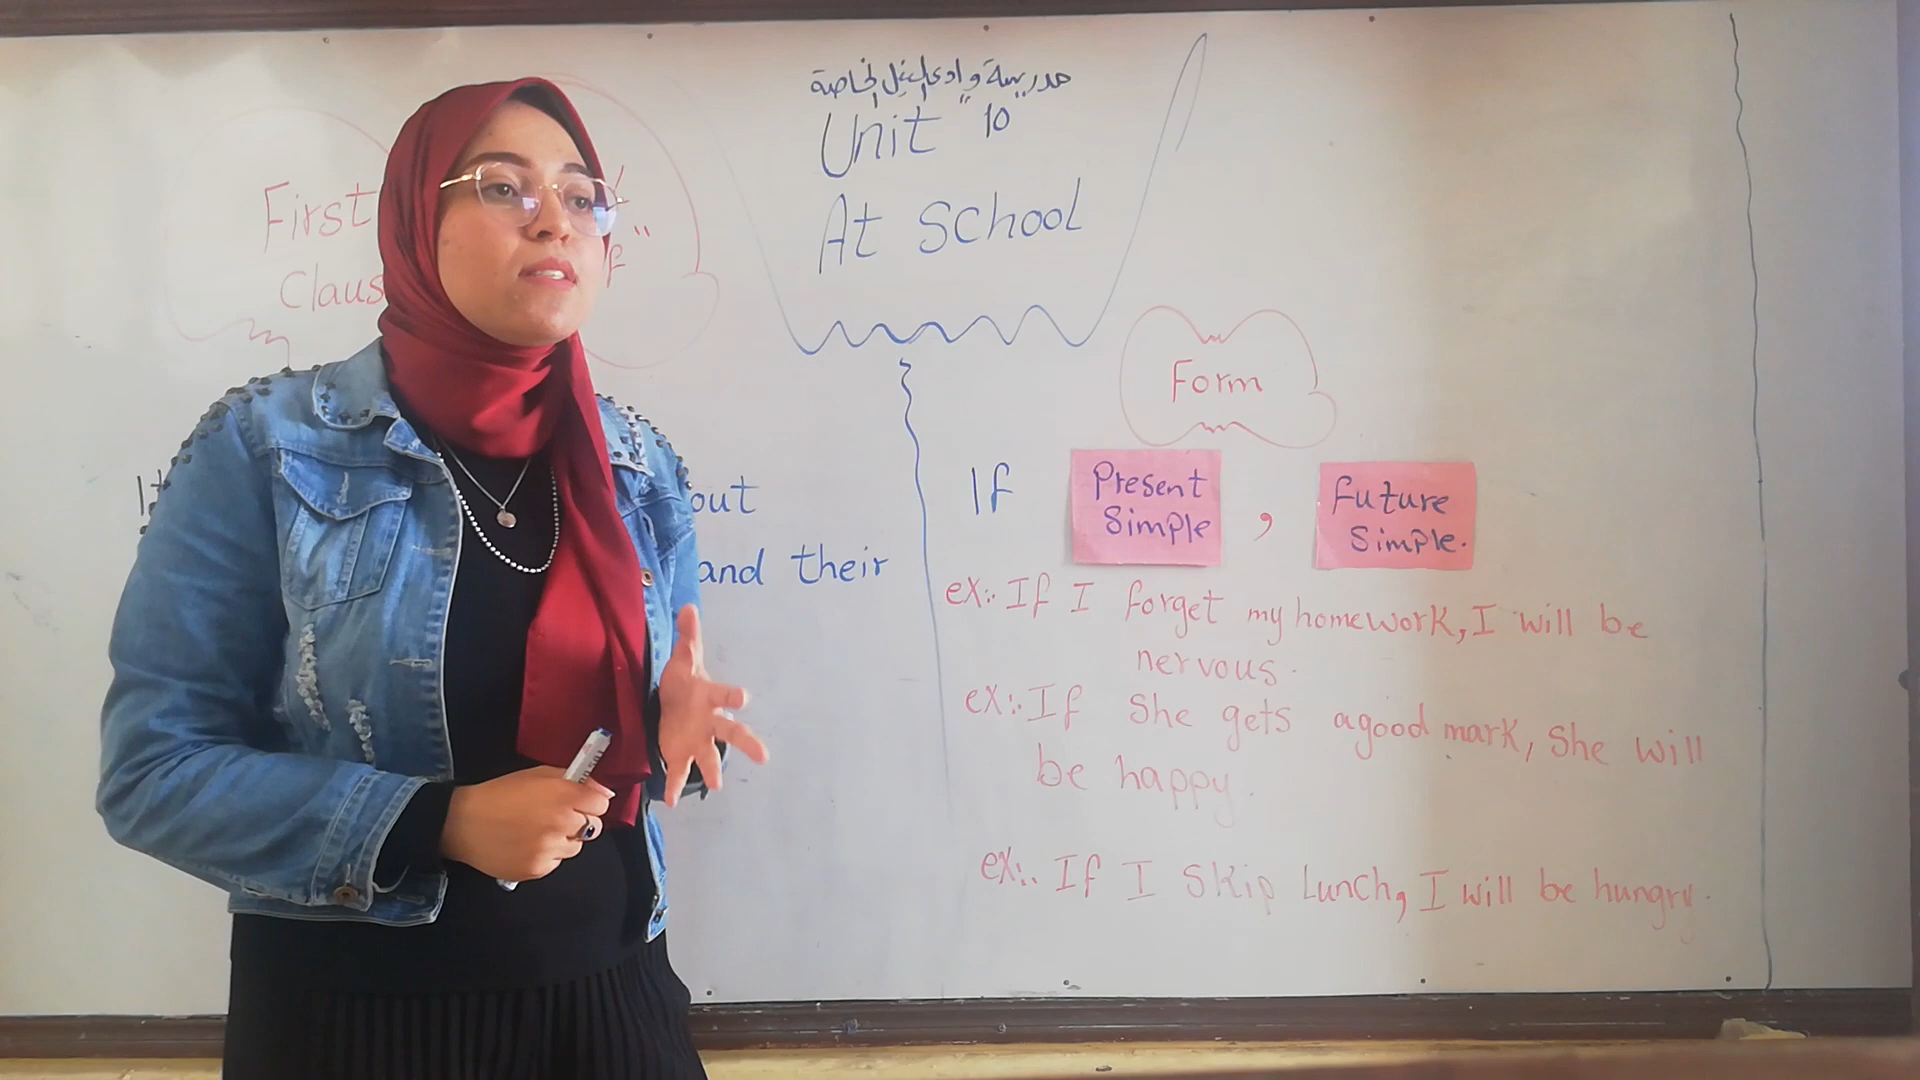 مدرسة وادي النيل الخاصة
Unit "10"
At School
First
Claus
Form
If
Present
Simple
,
Future
Simple.
out
and their
ex:. If I forget my homework, I will be
nervous.
ex:. If She gets a good mark, She will
be happy.
ex:. If I Skip Lunch, I will be hungry.